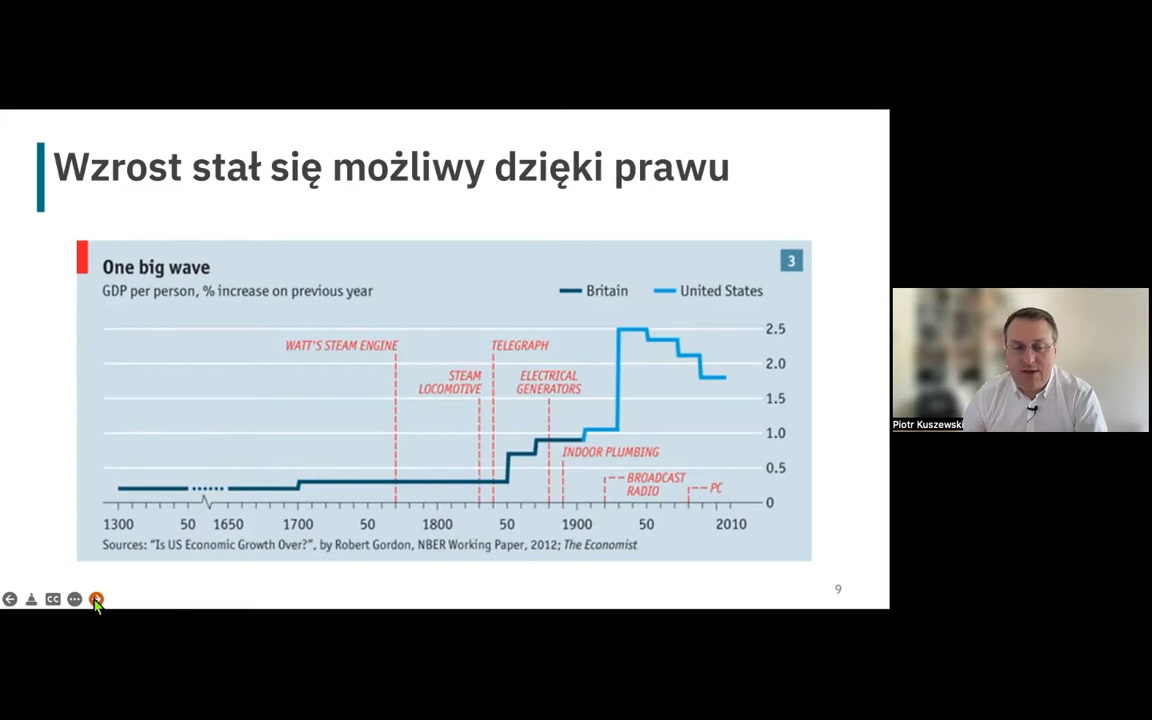 Wzrost stał się możliwy dzięki prawu
One big wave
3
GDP per person, % increase on previous year
Britain
United States
2.5
WATT'S STEAM ENGINE
TELEGRAPH
2.0
STEAM
LOCOMOTIVE
ELECTRICAL
GENERATORS
1.5
1.0
INDOOR PLUMBING
0.5
BROADCAST
RADIO
PC
0
1300 50 1650 1700 50 1800 50 1900 50 2010
Sources: "Is US Economic Growth Over?", by Robert Gordon, NBER Working Paper, 2012; The Economist
CC
9
Piotr Kuszewski